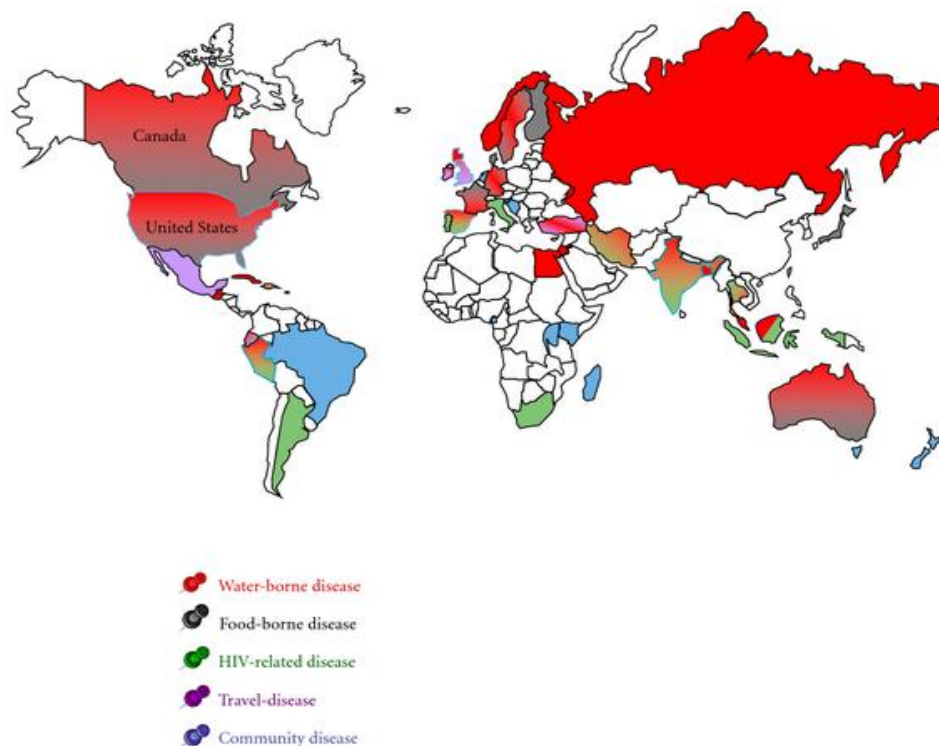 Canada
United States
Water-borne disease
Food-borne disease
HIV-related disease
Travel-disease
Community disease